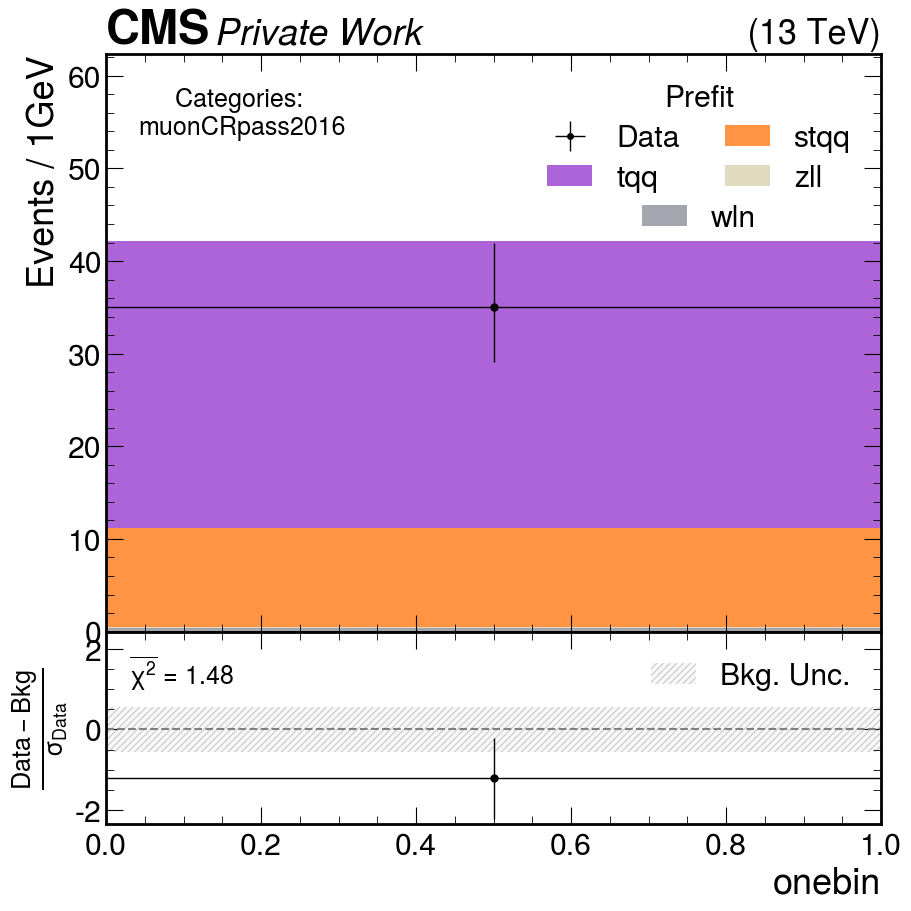 CMS Private Work (13 TeV)
Events / 1GeV
60
50
40
30
20
10
0
Categories:
muonCRpass2016
Prefit
Data
stqq
tqq
zll
wln
Data − Bkg
σData
2
0
-2
χ² = 1.48
Bkg. Unc.
0.0 0.2 0.4 0.6 0.8 1.0
onebin